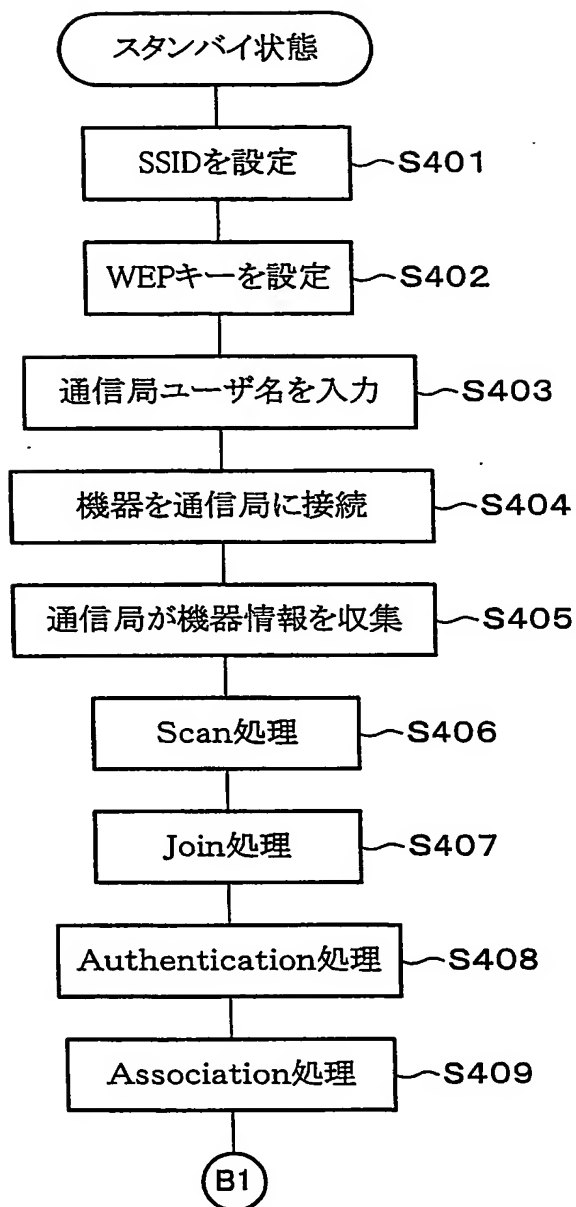 スタンバイ状態
SSIDを設定 S401
WEPキーを設定 S402
通信局ユーザ名を入力 S403
機器を通信局に接続 S404
通信局が機器情報を収集 S405
Scan処理 S406
Join処理 S407
Authentication処理 S408
Association処理 S409
B1